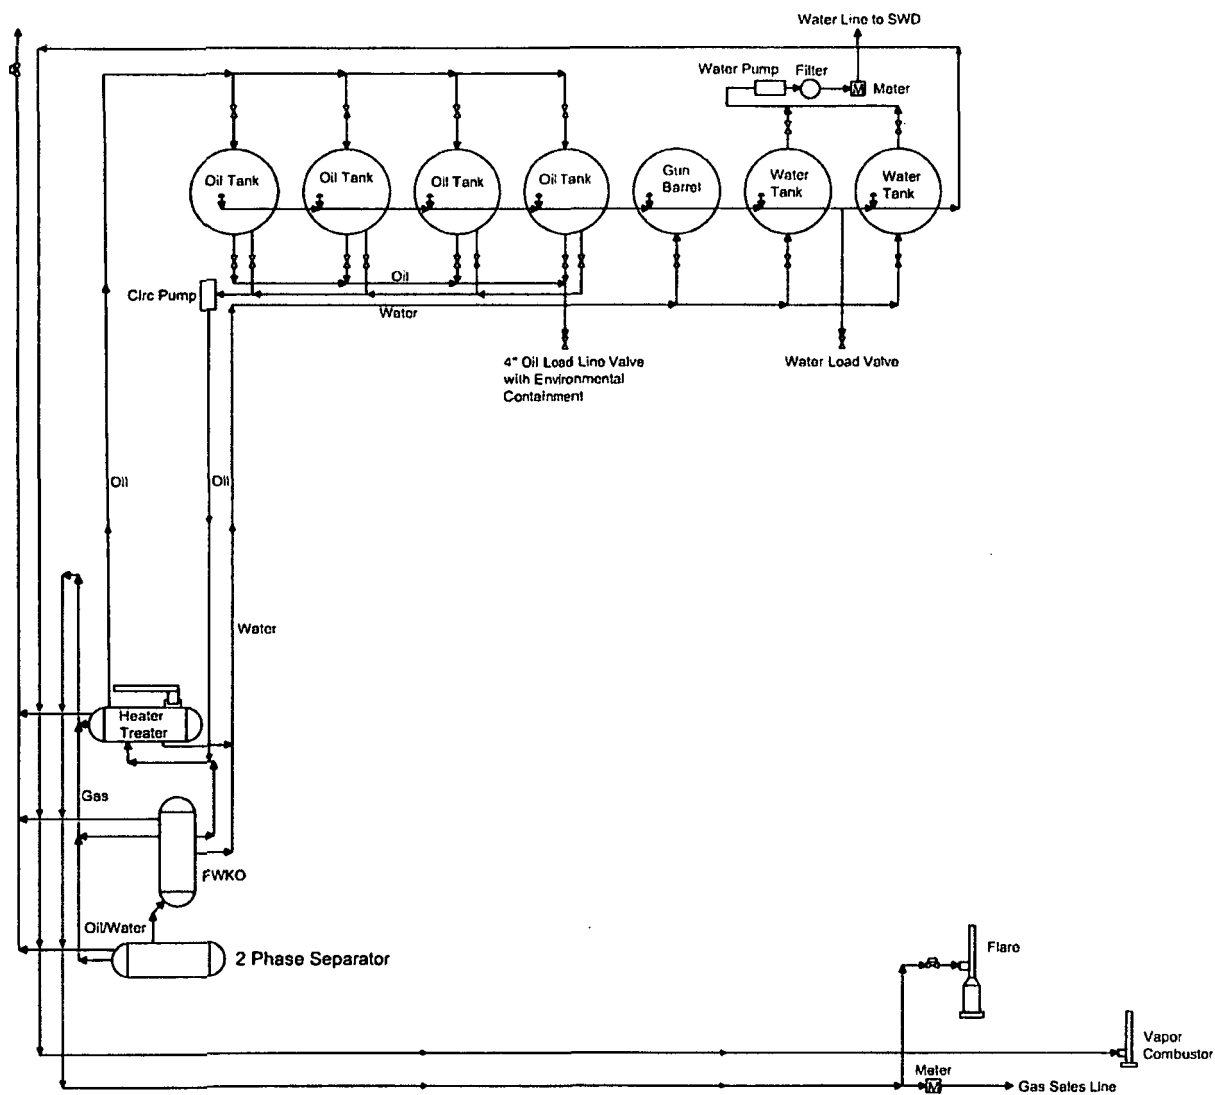 Water Line to SWD
Water Pump
Filter
M
Meter
Oil Tank
Oil Tank
Oil Tank
Oil Tank
Gun
Barrel
Water
Tank
Water
Tank
Oil
Circ Pump
Water
4" Oil Load Line Valve
with Environmental
Containment
Water Load Valve
Oil
Oil
Water
Heater
Treater
Gas
FWKO
Oil/Water
2 Phase Separator
Flare
Vapor
Combustor
Meter
M
Gas Sales Line